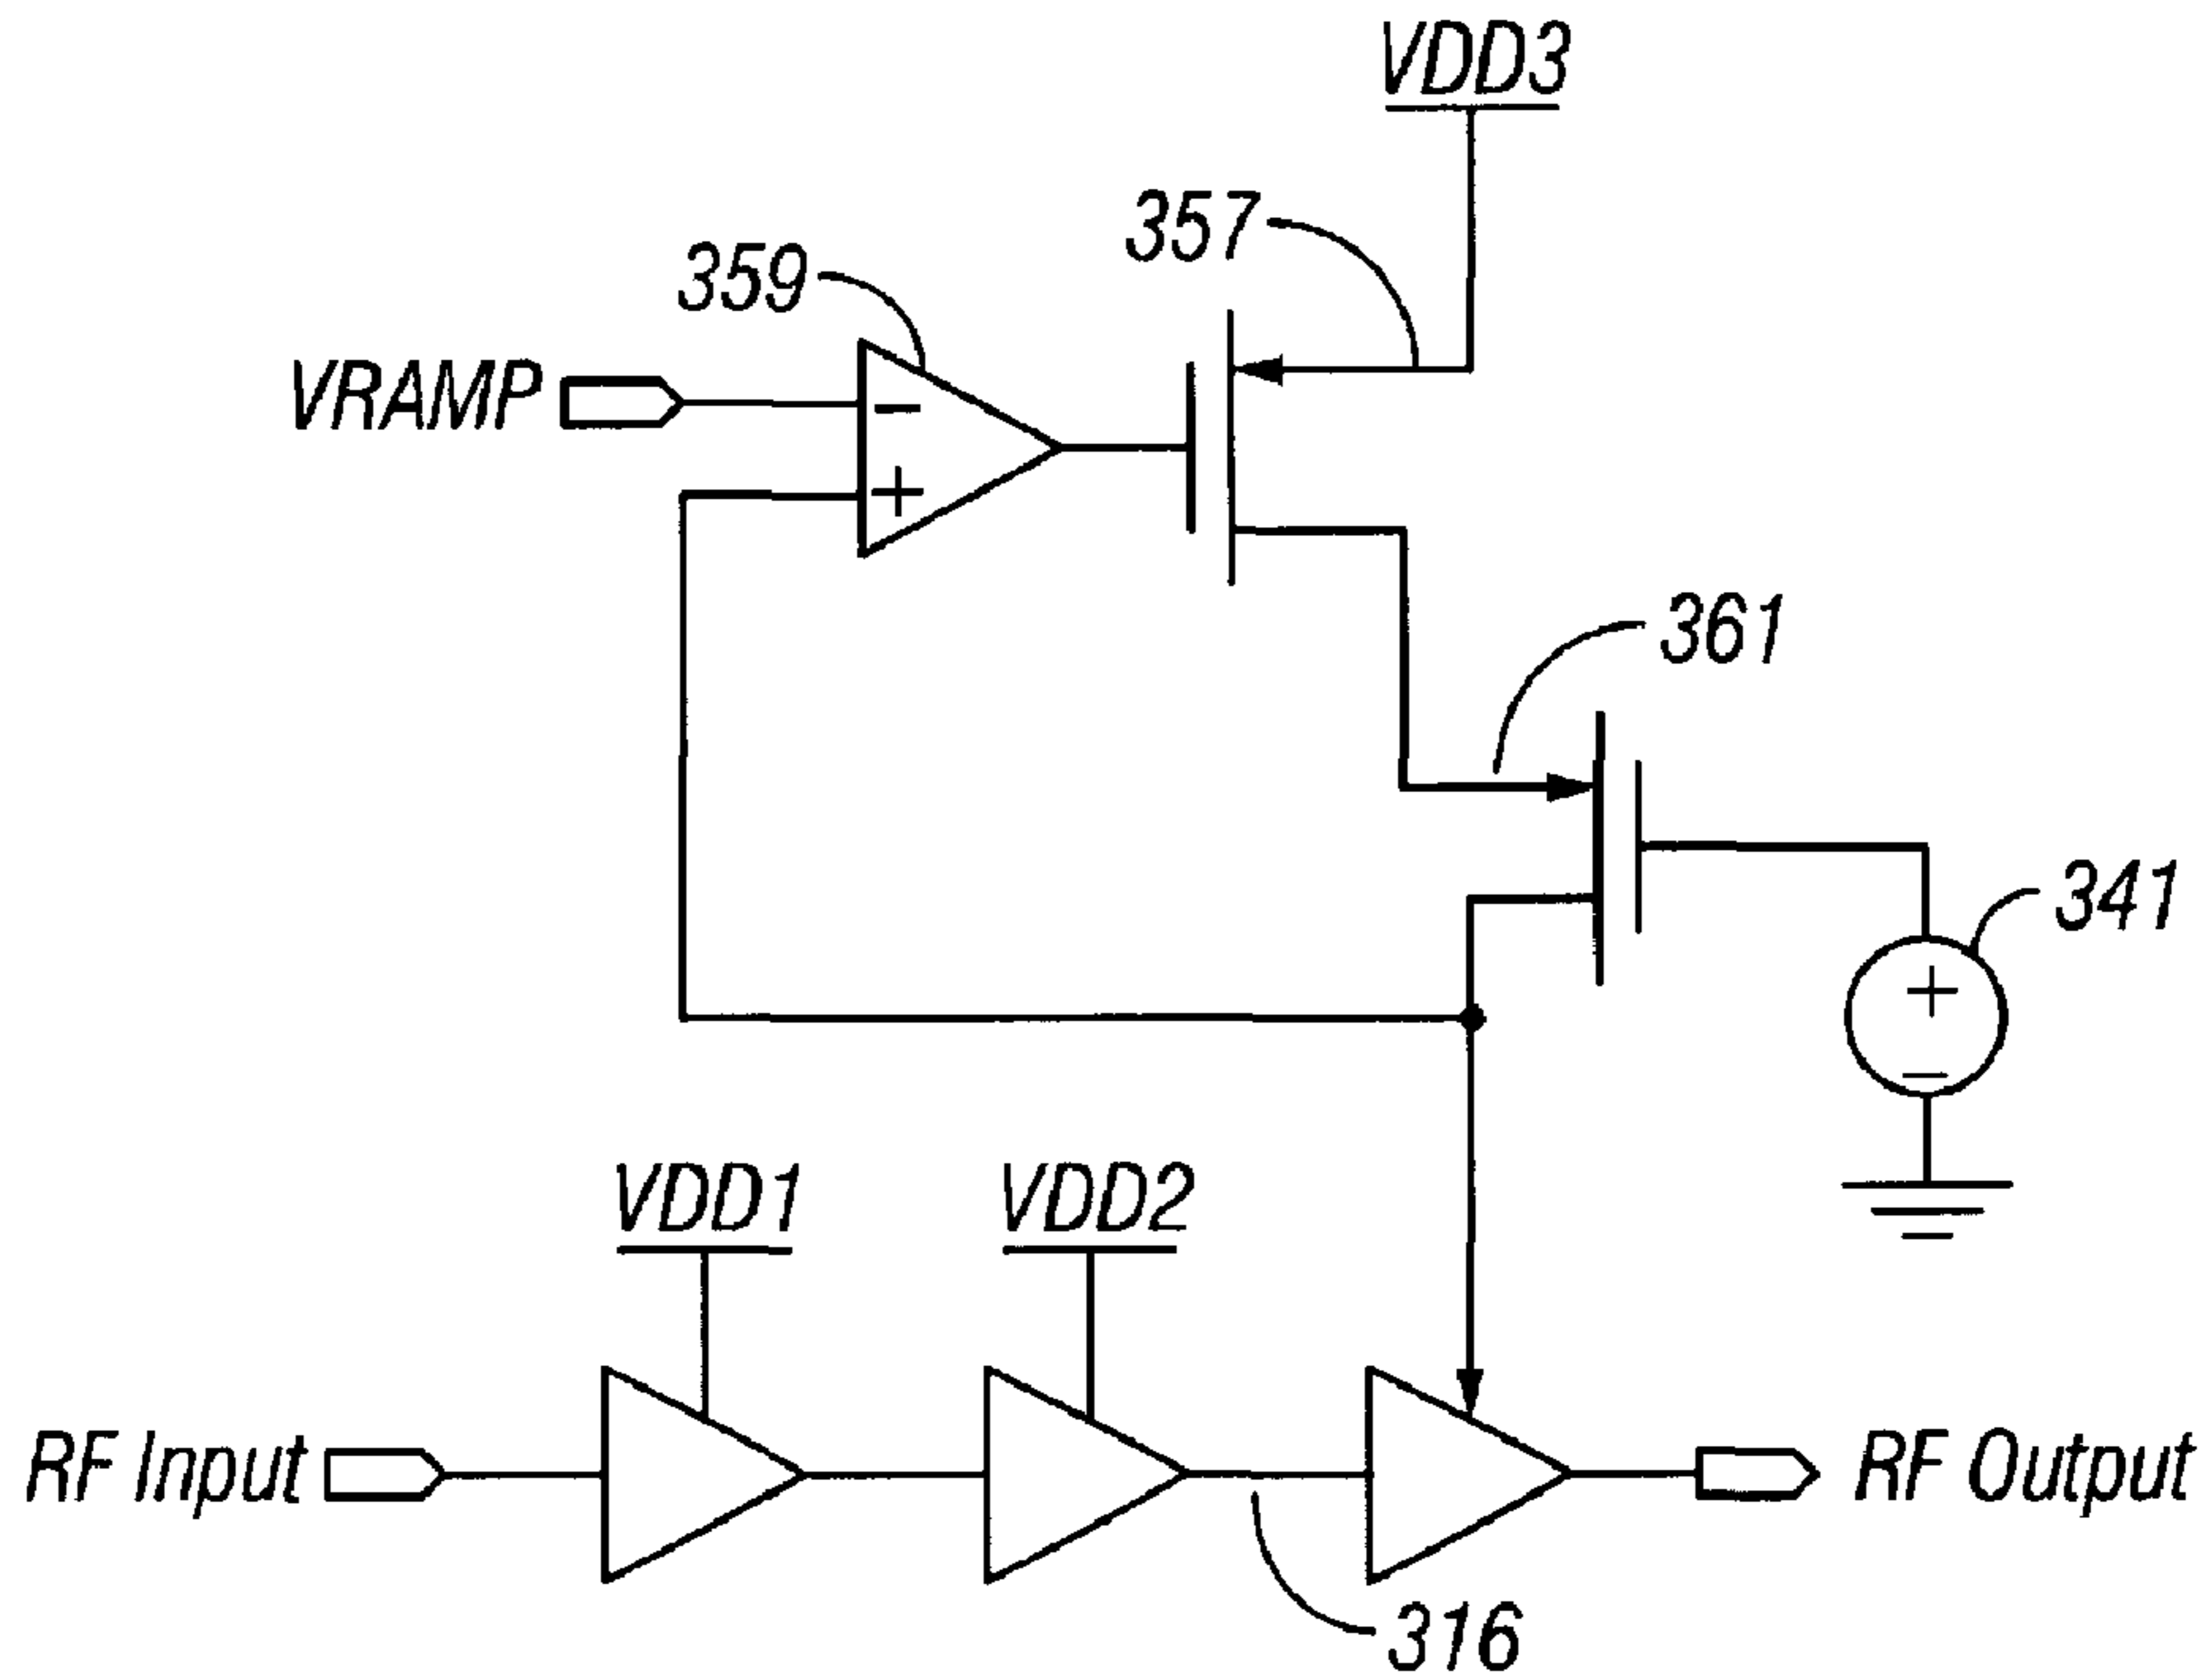 VDD3
357
359
VRAMP
−
+
361
341
+
−
VDD1
VDD2
RF Input
RF Output
316